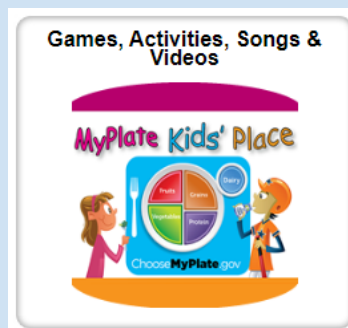 Games, Activities, Songs &
Videos
MyPlate Kids' Place
Dairy
Fruits
Grains
Vegetables
Protein
ChooseMyPlate.gov